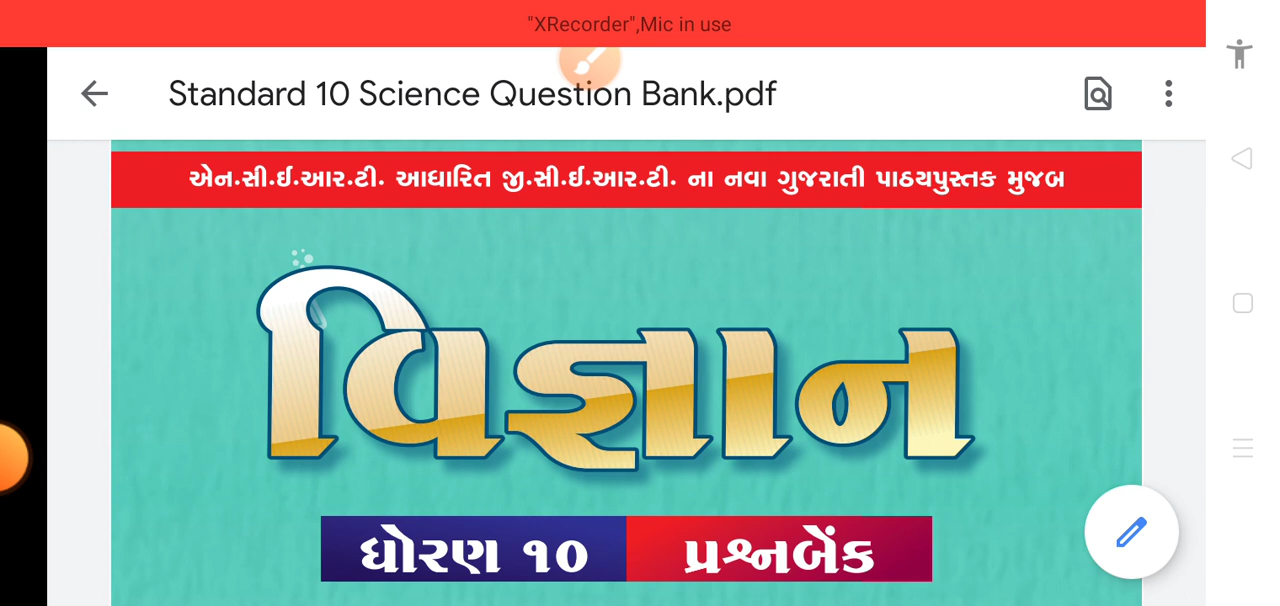 "XRecorder",Mic in use
Standard 10 Science Question Bank.pdf
એન.સી.ઈ.આર.ટી. આધારિત જી.સી.ઈ.આર.ટી. ના નવા ગુજરાતી પાઠયપુસ્તક મુજબ
વિજ્ઞાન
ધોરણ ૧૦ પ્રશ્નબેંક